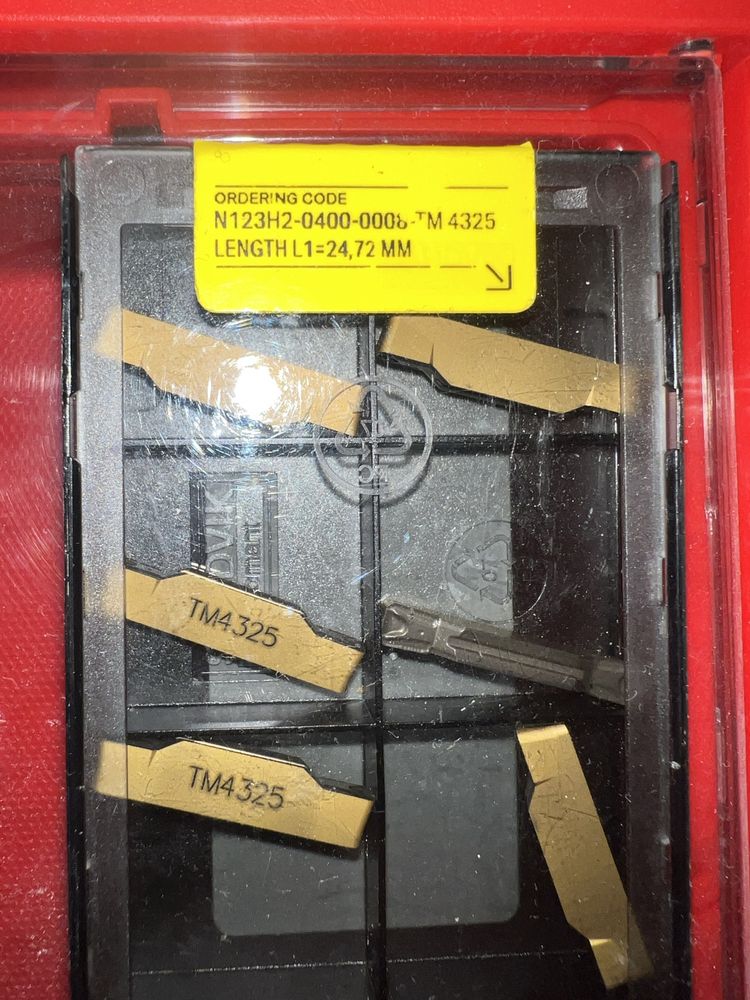 ORDERING CODE
N123H2-0400-0008-TM 4325
LENGTH L1=24,72 MM
TM4325
TM4325